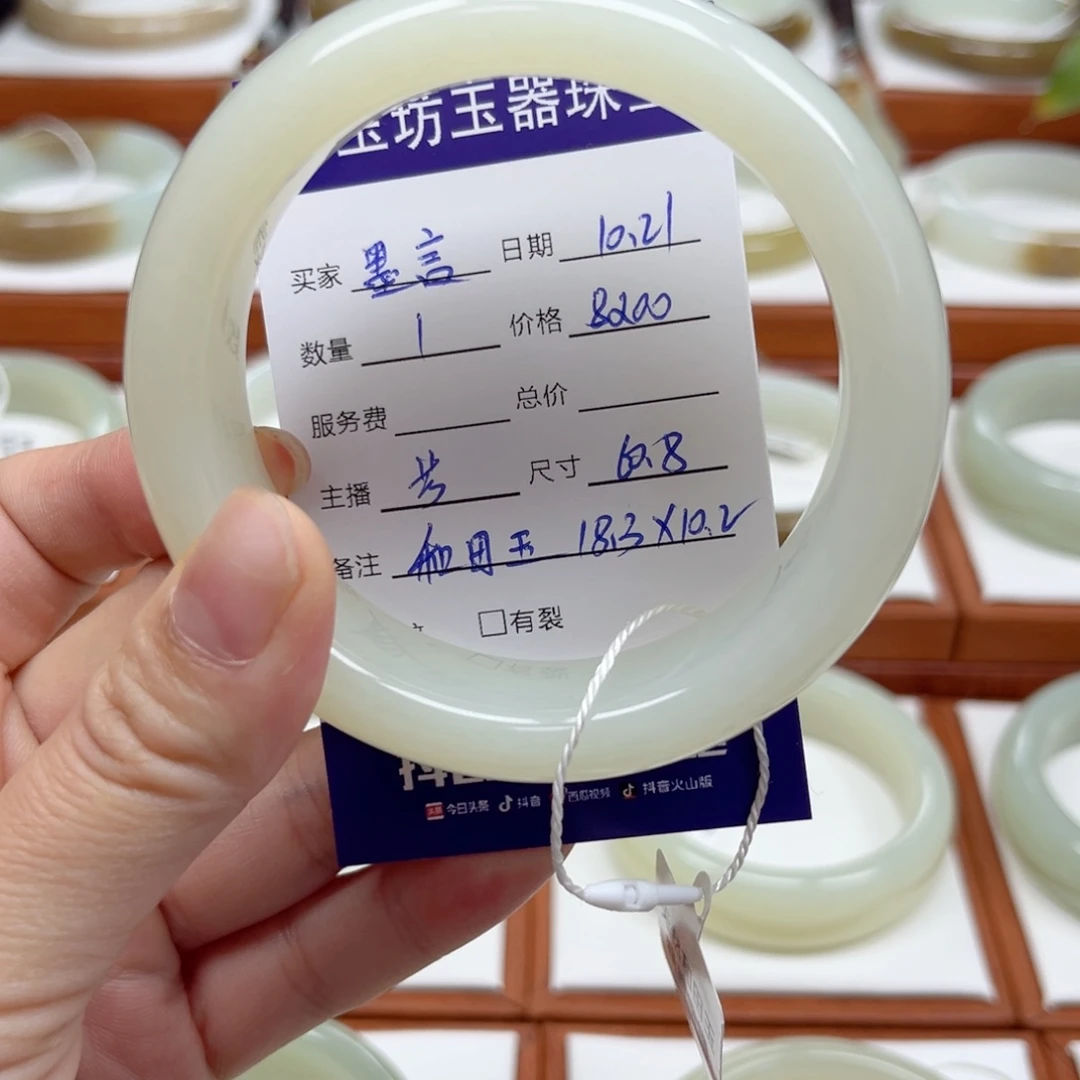 坊玉器珠
买家 墨言 日期 10.21
数量 1 价格 8200
服务费 总价
主播 芳 尺寸 60.8
备注 和田玉 18.3X10.2
有裂
今日头条 抖音 西瓜视频 抖音火山版